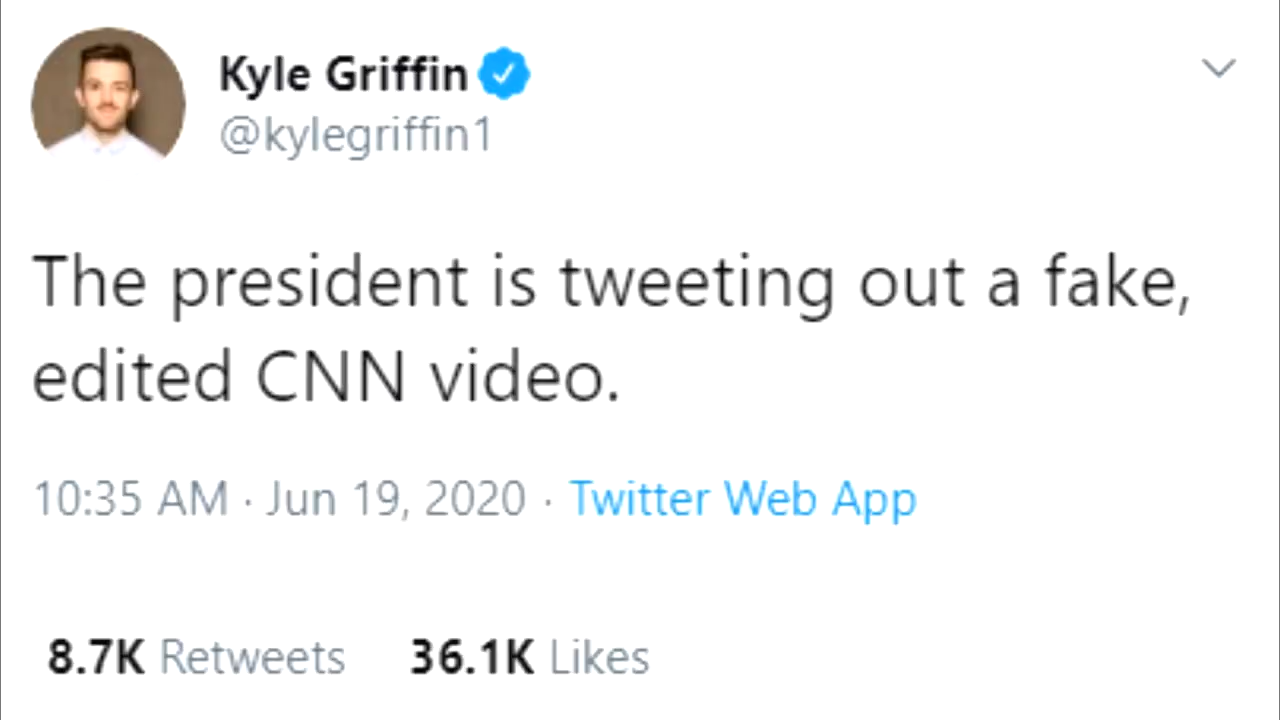 Kyle Griffin
@kylegriffin1
The president is tweeting out a fake,
edited CNN video.
10:35 AM · Jun 19, 2020 · Twitter Web App
8.7K Retweets 36.1K Likes